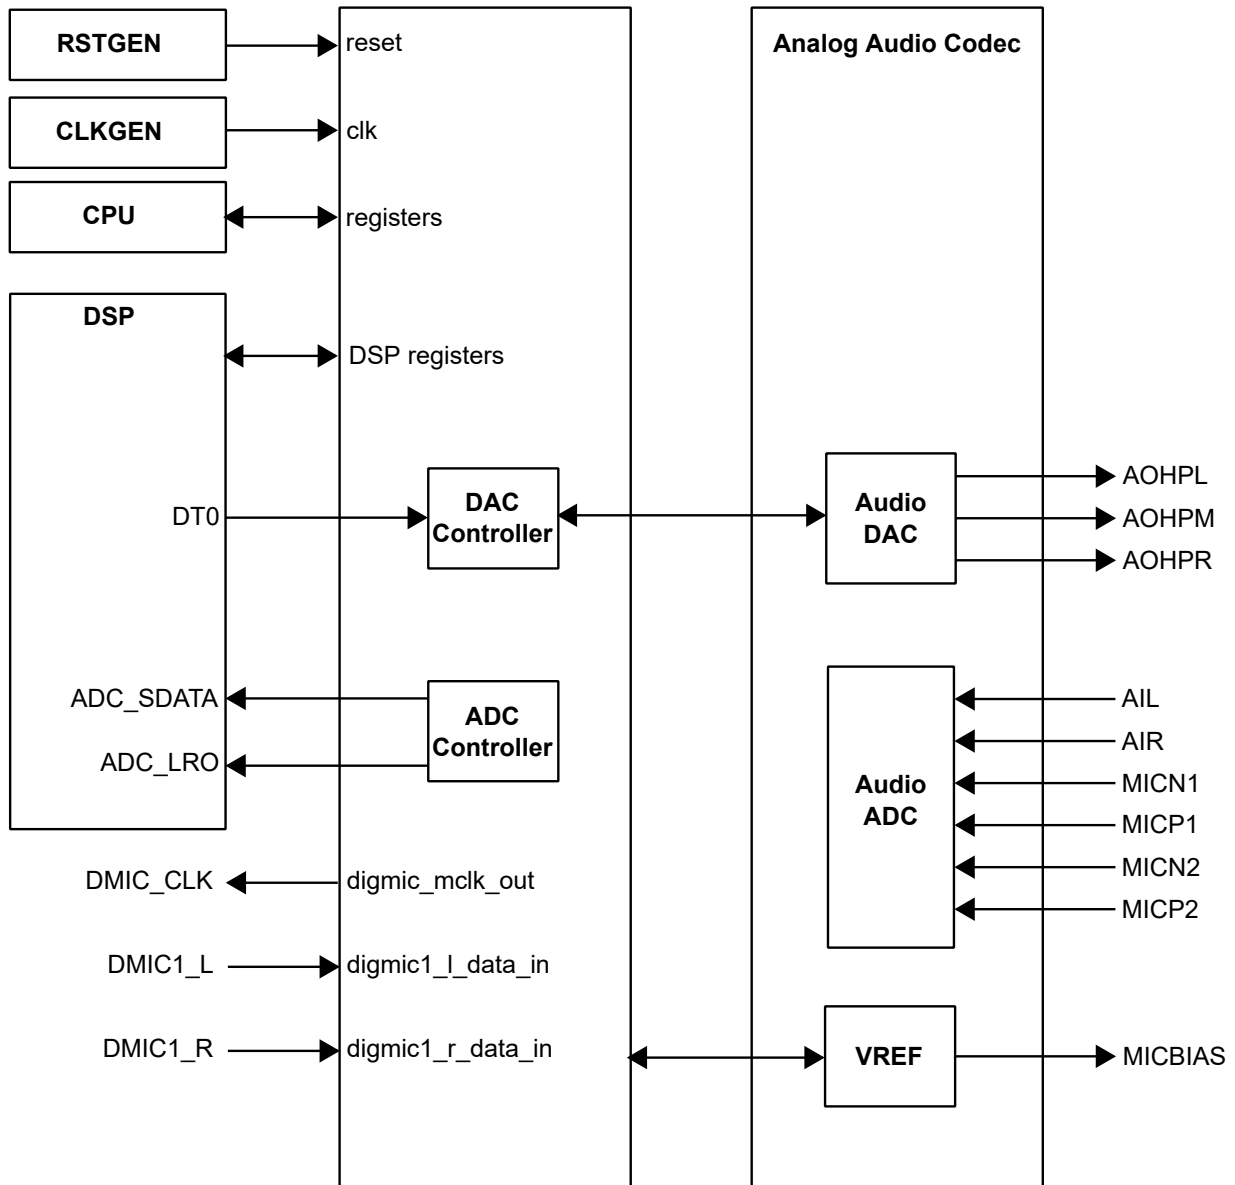 RSTGEN
reset
Analog Audio Codec
CLKGEN
clk
CPU
registers
DSP
DSP registers
DT0
DAC
Controller
Audio
DAC
AOHPL
AOHPM
AOHPR
ADC_SDATA
ADC_LRO
ADC
Controller
Audio
ADC
AIL
AIR
MICN1
MICP1
MICN2
MICP2
DMIC_CLK
digmic_mclk_out
DMIC1_L
digmic1_l_data_in
DMIC1_R
digmic1_r_data_in
VREF
MICBIAS